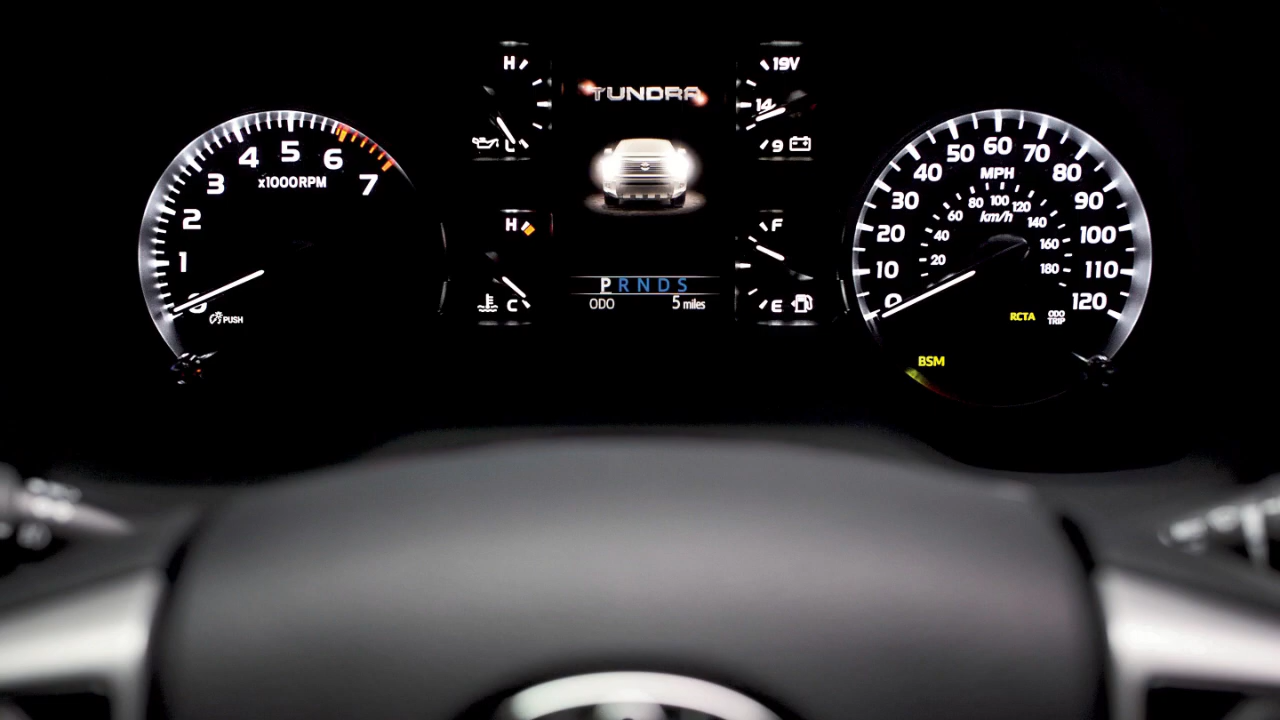 TUNDRA
H
L
19V
14
9
0 1 2 3 4 5 6 7
x1000RPM
PUSH
H
C
F
E
P R N D S
ODO 5 miles
0 10 20 30 40 50 60 70 80 90 100 110 120
MPH
20 40 60 80 100 120 140 160 180
km/h
RCTA
ODO
TRIP
BSM